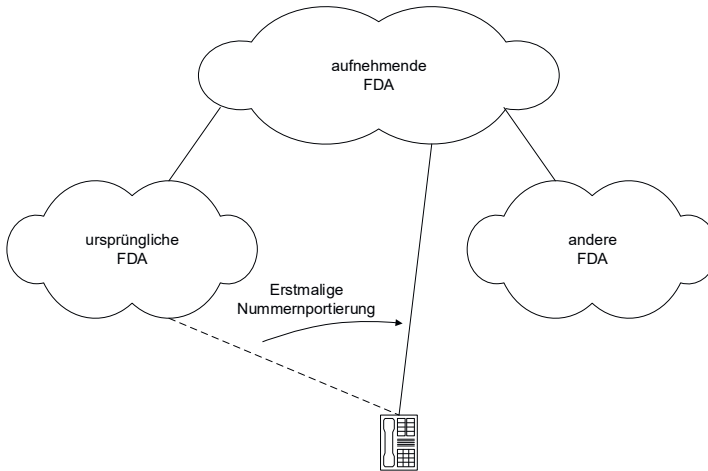 aufnehmende
FDA
ursprüngliche
FDA
andere
FDA
Erstmalige
Nummernportierung